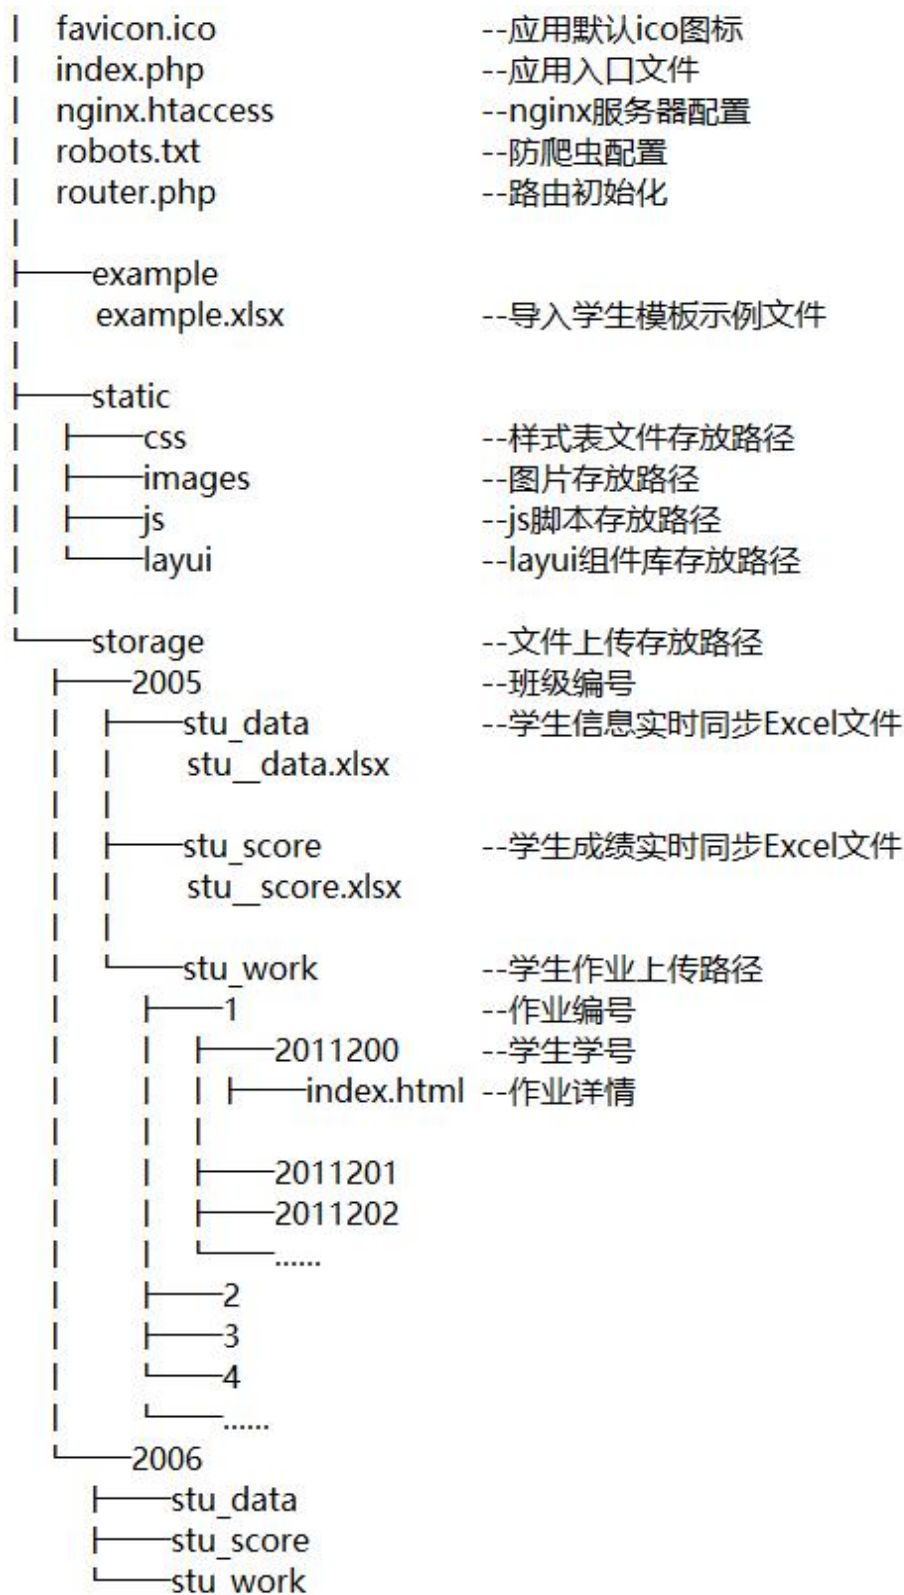 favicon.ico --应用默认ico图标
index.php --应用入口文件
nginx.htaccess --nginx服务器配置
robots.txt --防爬虫配置
router.php --路由初始化
example
example.xlsx --导入学生模板示例文件
static
css --样式表文件存放路径
images --图片存放路径
js --js脚本存放路径
layui --layui组件库存放路径
storage --文件上传存放路径
2005 --班级编号
stu_data --学生信息实时同步Excel文件
stu__data.xlsx
stu_score --学生成绩实时同步Excel文件
stu__score.xlsx
stu_work --学生作业上传路径
1 --作业编号
2011200 --学生学号
index.html --作业详情
2011201
2011202
......
2
3
4
......
2006
stu_data
stu_score
stu_work